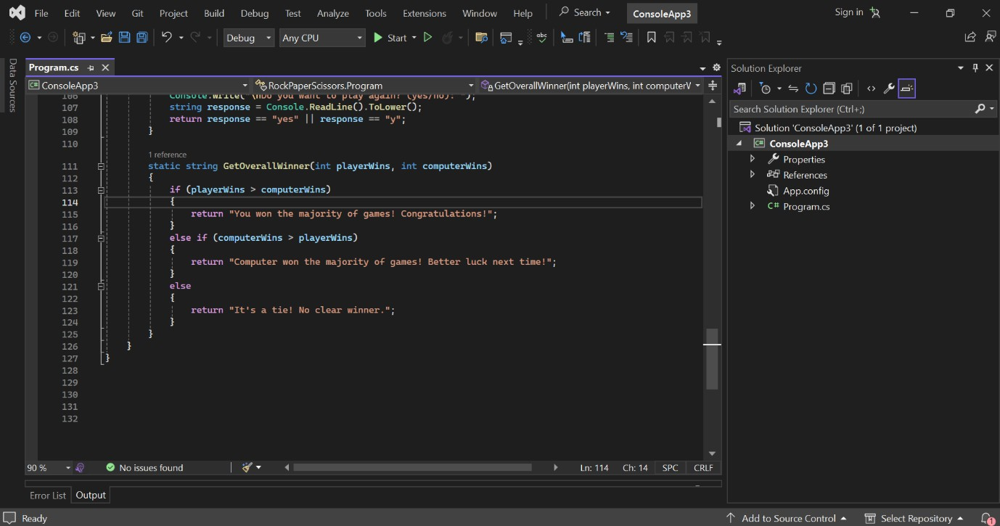 File Edit View Git Project Build Debug Test Analyze Tools Extensions Window Help Search ConsoleApp3 Sign in
Debug Any CPU Start abc
Data Sources
Program.cs
C# ConsoleApp3 RockPaperScissors.Program GetOverallWinner(int playerWins, int computerW
106 Console.Write("\nDo you want to play again? (yes/no): ");
107 string response = Console.ReadLine().ToLower();
108 return response == "yes" || response == "y";
109 }
110
1 reference
111 static string GetOverallWinner(int playerWins, int computerWins)
112 {
113 if (playerWins > computerWins)
114 {
115 return "You won the majority of games! Congratulations!";
116 }
117 else if (computerWins > playerWins)
118 {
119 return "Computer won the majority of games! Better luck next time!";
120 }
121 else
122 {
123 return "It's a tie! No clear winner.";
124 }
125 }
126 }
127 }
128
129
130
131
132
90 % No issues found Ln: 114 Ch: 14 SPC CRLF
Error List Output
Solution Explorer
Search Solution Explorer (Ctrl+;)
Solution 'ConsoleApp3' (1 of 1 project)
C# ConsoleApp3
Properties
References
App.config
C# Program.cs
Ready Add to Source Control Select Repository 1